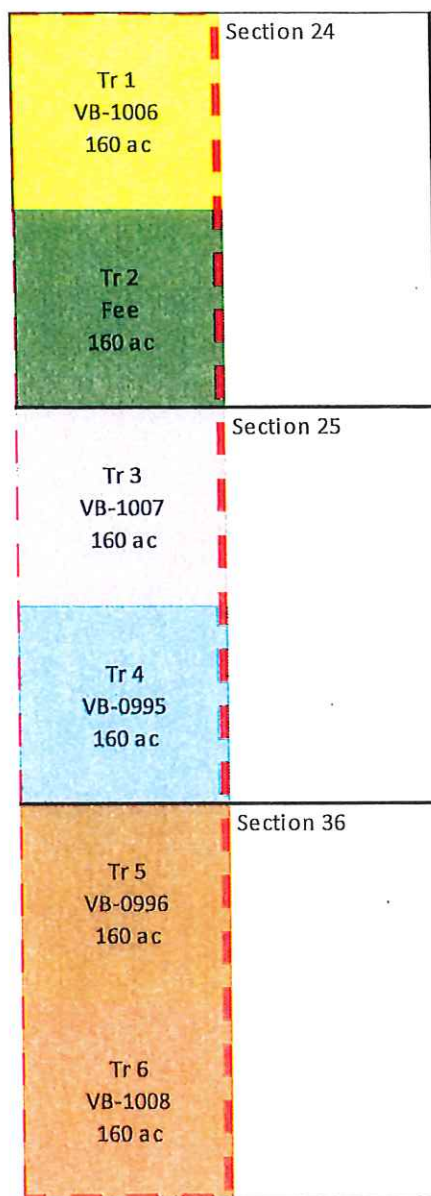 Section 24
Tr 1
VB-1006
160 ac
Tr 2
Fee
160 ac
Section 25
Tr 3
VB-1007
160 ac
Tr 4
VB-0995
160 ac
Section 36
Tr 5
VB-0996
160 ac
Tr 6
VB-1008
160 ac